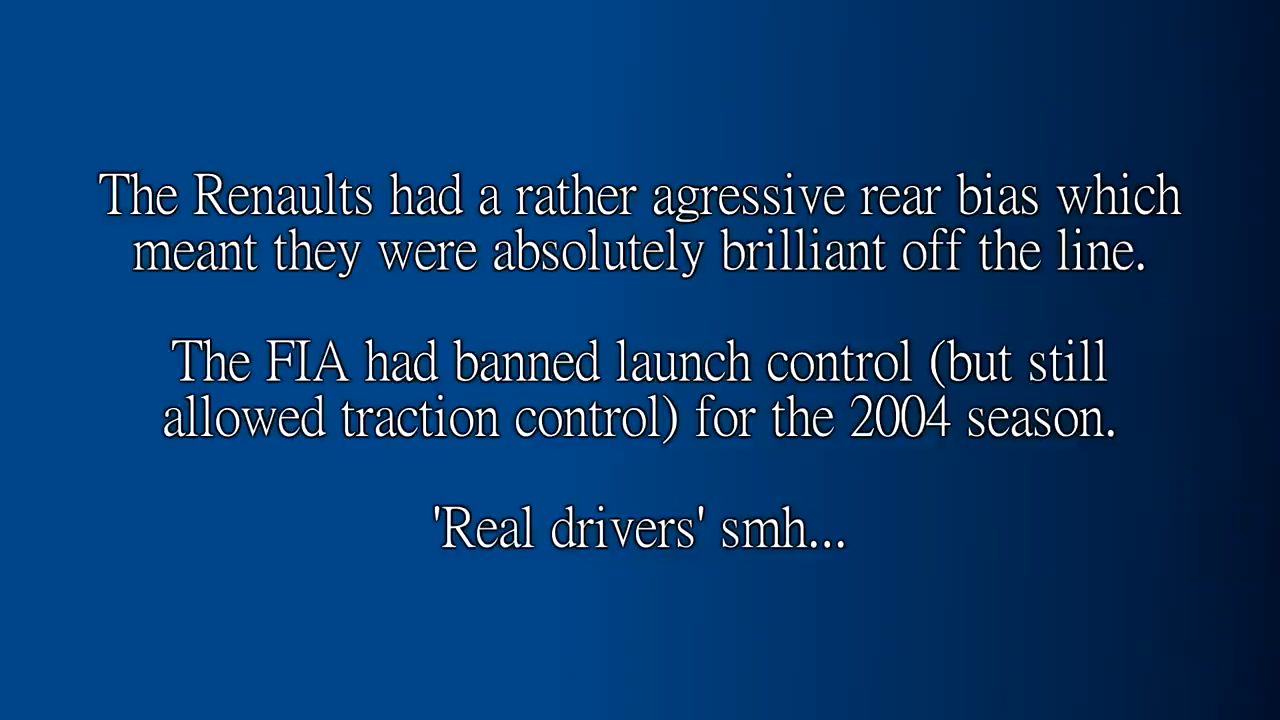 The Renaults had a rather agressive rear bias which
meant they were absolutely brilliant off the line.
The FIA had banned launch control (but still
allowed traction control) for the 2004 season.
'Real drivers' smh...